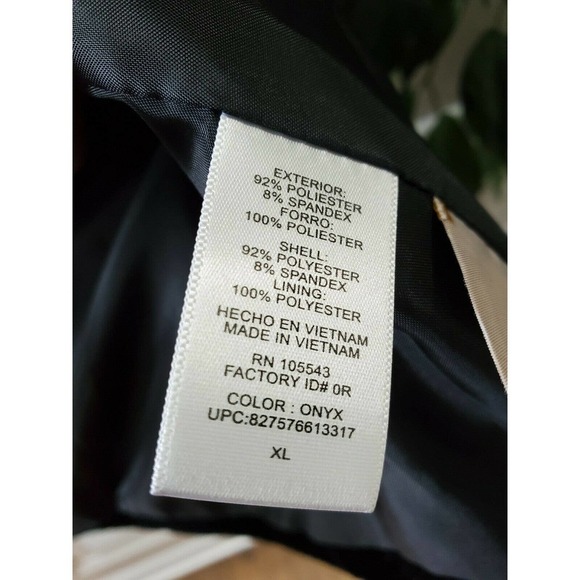 EXTERIOR:
92% POLIESTER
8% SPANDEX
FORRO:
100% POLIESTER
SHELL:
92% POLYESTER
8% SPANDEX
LINING:
100% POLYESTER
HECHO EN VIETNAM
MADE IN VIETNAM
RN 105543
FACTORY ID# 0R
COLOR : ONYX
UPC:827576613317
XL